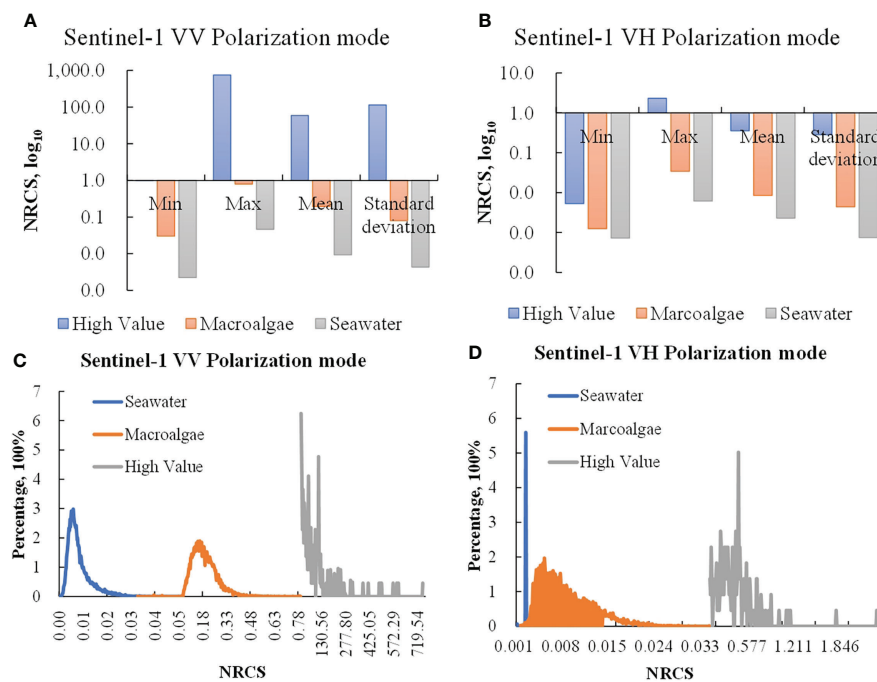 A
Sentinel-1 VV Polarization mode
1,000.0
100.0
10.0
1.0
0.1
0.0
0.0
NRCS, log10
Min
Max
Mean
Standard
deviation
High Value
Macroalgae
Seawater
B
Sentinel-1 VH Polarization mode
10.0
1.0
0.1
0.0
0.0
0.0
NRCS, log10
Min
Max
Mean
Standard
deviation
High Value
Marcoalgae
Seawater
C
Sentinel-1 VV Polarization mode
7
6
5
4
3
2
1
0
Percentage, 100%
Seawater
Macroalgae
High Value
0.00
0.01
0.02
0.03
0.04
0.05
0.18
0.33
0.48
0.63
0.78
130.56
277.80
425.05
572.29
719.54
NRCS
D
Sentinel-1 VH Polarization mode
7
6
5
4
3
2
1
0
Percentage, 100%
Seawater
Marcoalgae
High Value
0.001
0.008
0.016
0.024
0.033
0.577
1.211
1.846
NRCS